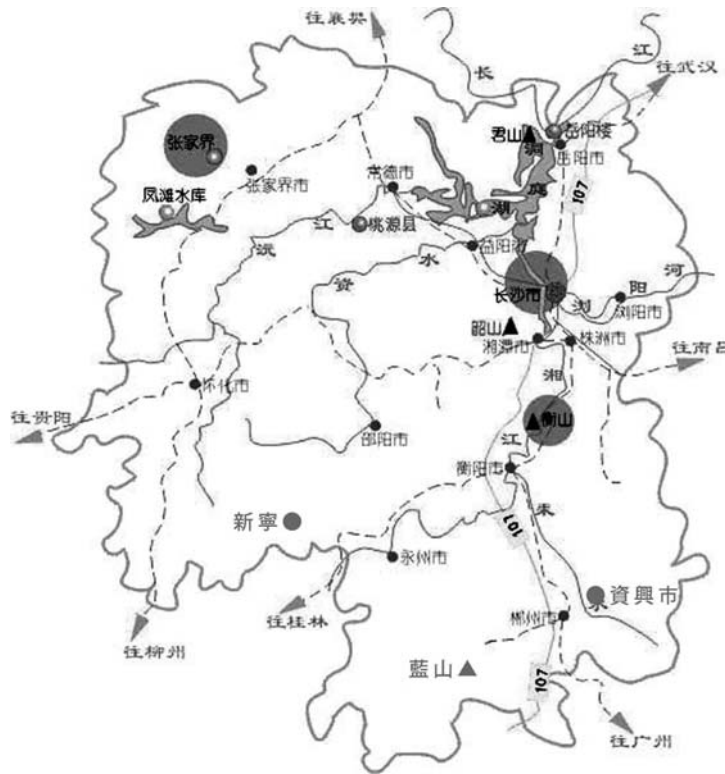 往襄樊
长
江
往武汉
君山
洞
岳阳楼
岳阳市
张家界
张家界市
常德市
庭
107
凤滩水库
湖
江
桃源县
沅
益阳市
水
资
长沙市
浏
阳
河
浏阳市
韶山
湘潭市
株洲市
往南昌
湘
怀化市
往贵阳
衡山
邵阳市
江
衡阳市
新寧
107
耒
永州市
資興市
水
往桂林
郴州市
往柳州
藍山
107
往广州